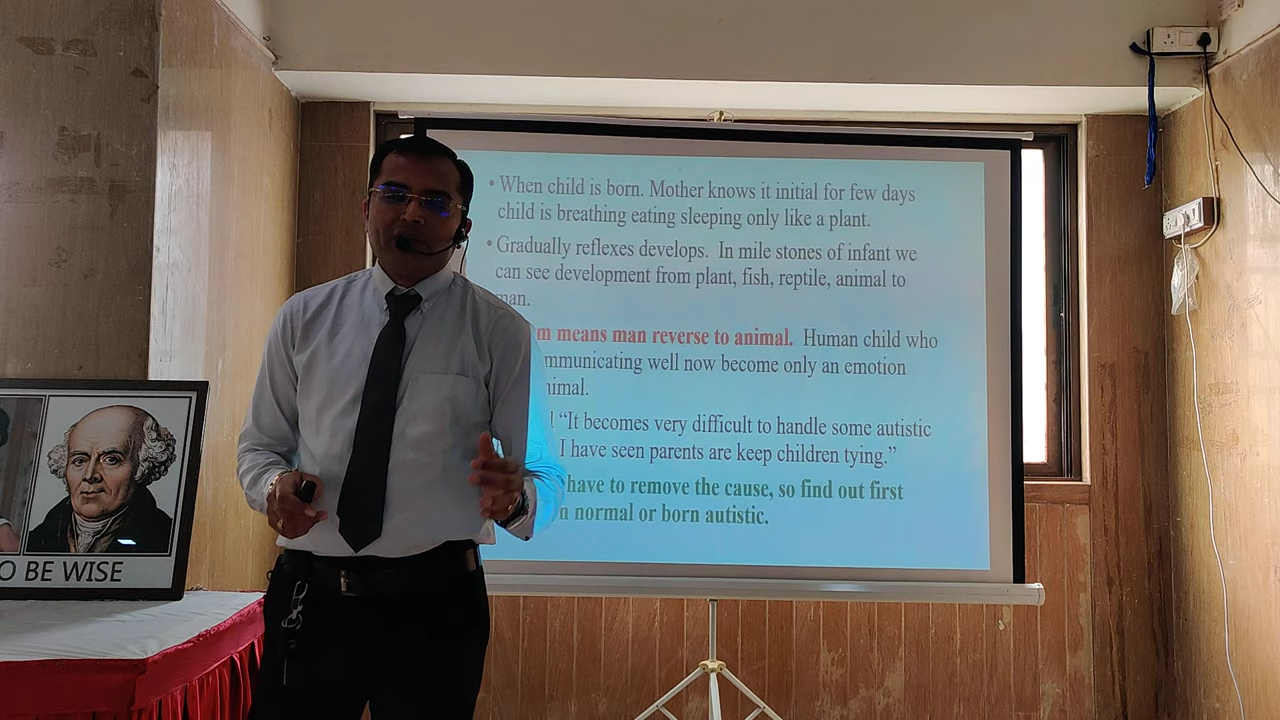 • When child is born. Mother knows it initial for few days
child is breathing eating sleeping only like a plant.
• Gradually reflexes develops. In mile stones of infant we
can see development from plant, fish, reptile, animal to
man.
m means man reverse to animal. Human child who
mmunicating well now become only an emotion
nimal.
“It becomes very difficult to handle some autistic
I have seen parents are keep children tying.”
have to remove the cause, so find out first
n normal or born autistic.
O BE WISE